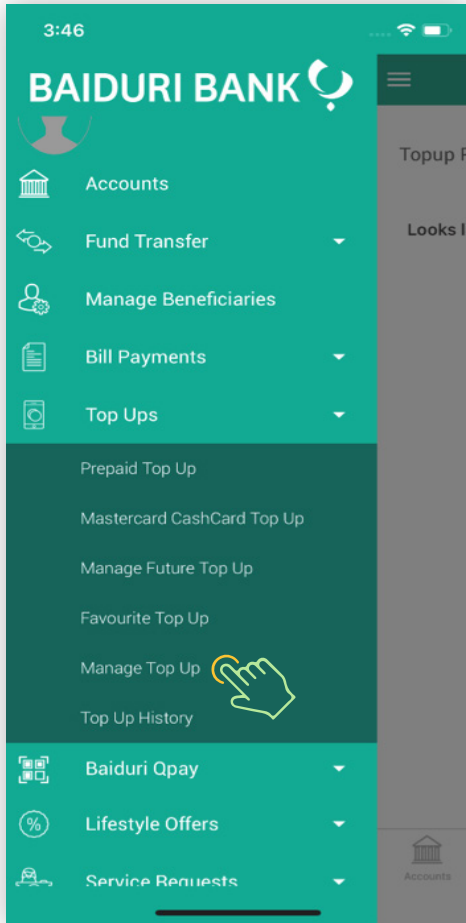 3:46
BAIDURI BANK
Topup
Accounts
Looks
Fund Transfer
Manage Beneficiaries
Bill Payments
Top Ups
Prepaid Top Up
Mastercard CashCard Top Up
Manage Future Top Up
Favourite Top Up
Manage Top Up
Top Up History
Baiduri Qpay
Lifestyle Offers
%
Service Requests
Accounts